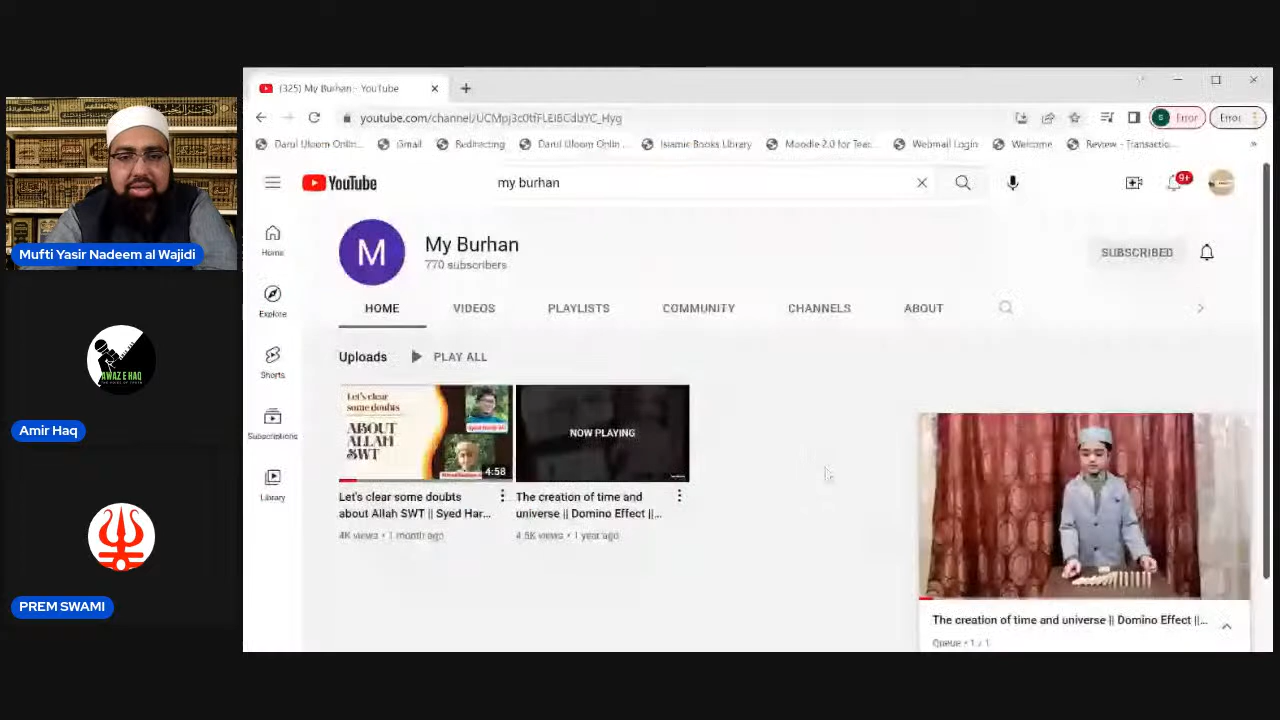 Mufti Yasir Nadeem al Wajidi
AWAZ E HAQ
Amir Haq
PREM SWAMI
(325) My Burhan - YouTube
youtube.com/channel/
Error
Error
Darul Uloom Onlin...
Gmail
Redirecting
Darul Uloom Onlin...
Islamic Books Library
Moodle 2.0 for Teac...
Webmail Login
Welcome
Review - Transactio...
YouTube
my burhan
9+
Home
Explore
Shorts
Subscriptions
Library
M
My Burhan
770 subscribers
SUBSCRIBED
HOME VIDEOS PLAYLISTS COMMUNITY CHANNELS ABOUT
Uploads PLAY ALL
Let's clear
some doubts
ABOUT
ALLAH
SWT
4:58
NOW PLAYING
Let's clear some doubts
about Allah SWT || Syed Har...
4K views • 1 month ago
The creation of time and
universe || Domino Effect ||...
4.5K views • 1 year ago
The creation of time and universe || Domino Effect ||...
Queue • 1 / 1